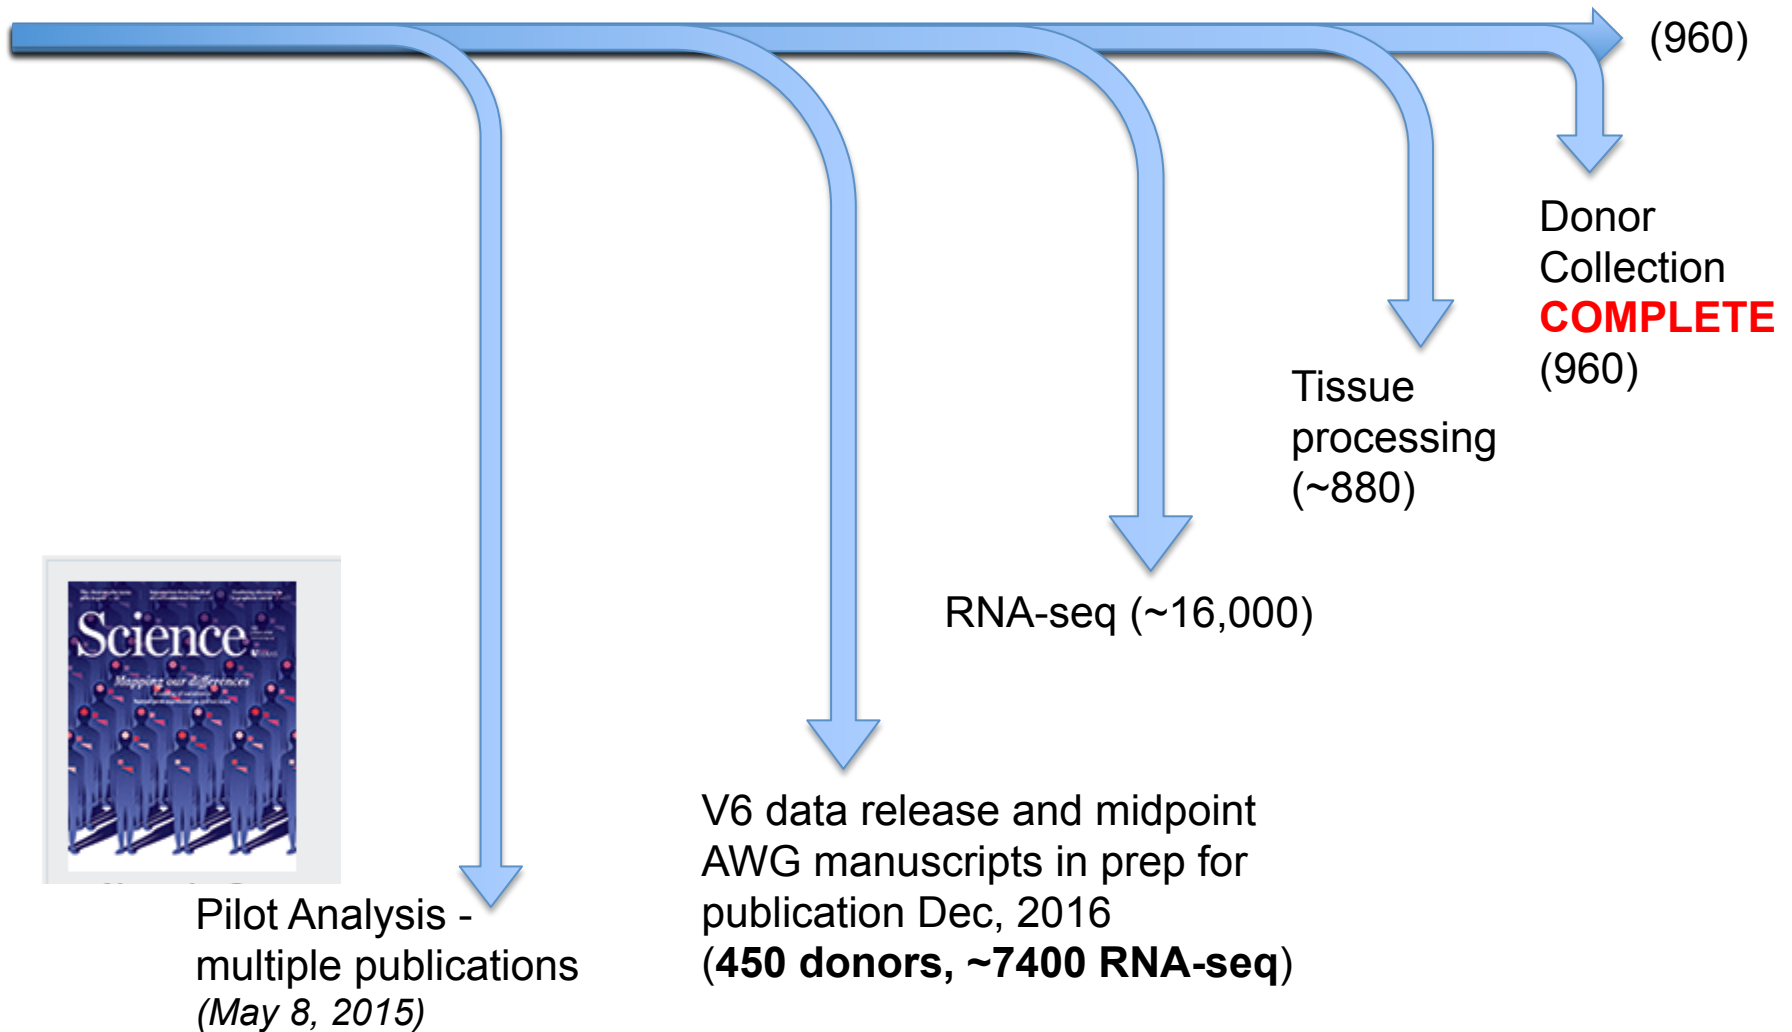 (960)
Donor
Collection
COMPLETE
(960)
Tissue
processing
(~880)
RNA-seq (~16,000)
Science
Mapping our differences
V6 data release and midpoint
AWG manuscripts in prep for
publication Dec, 2016
(450 donors, ~7400 RNA-seq)
Pilot Analysis -
multiple publications
(May 8, 2015)